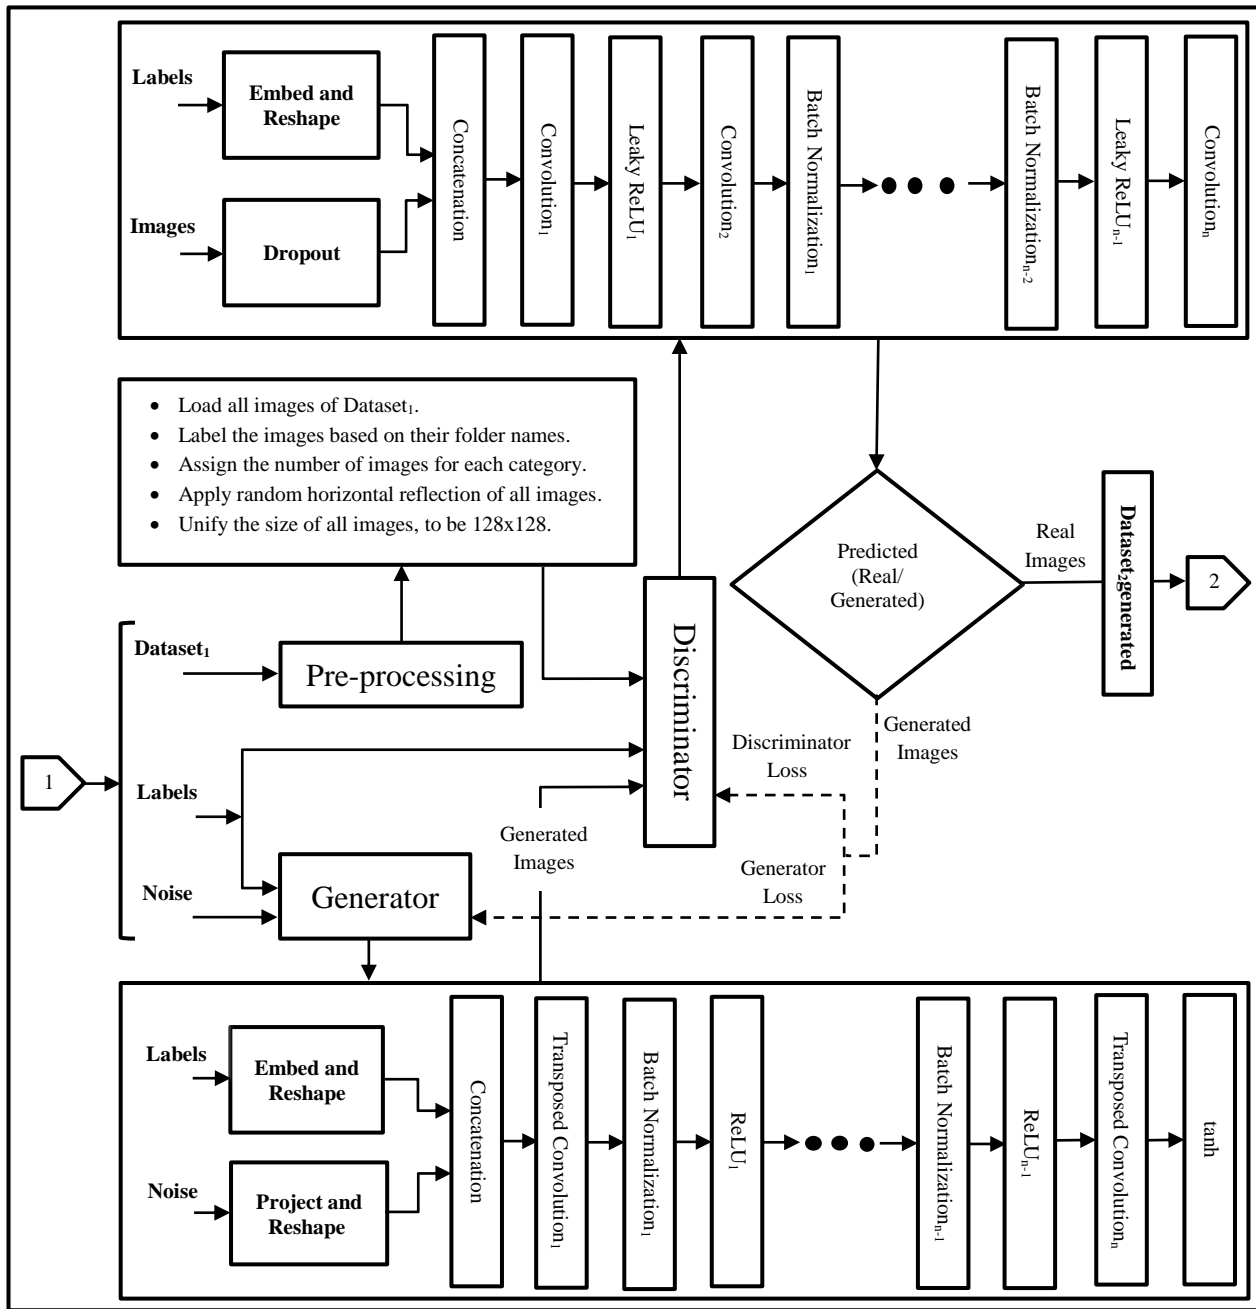 Labels
Embed and
Reshape
Images
Dropout
Concatenation
Convolution₁
Leaky ReLU₁
Convolution₂
Batch Normalization₁
Batch Normalizationₙ₋₂
Leaky ReLUₙ₋₁
Convolutionₙ
• Load all images of Dataset₁.
• Label the images based on their folder names.
• Assign the number of images for each category.
• Apply random horizontal reflection of all images.
• Unify the size of all images, to be 128x128.
Predicted
(Real/
Generated)
Real
Images
Dataset₂generated
2
Dataset₁
Pre-processing
Discriminator
Generated
Images
Discriminator
Loss
1
Labels
Generated
Images
Generator
Loss
Noise
Generator
Labels
Embed and
Reshape
Noise
Project and
Reshape
Concatenation
Transposed Convolution₁
Batch Normalization₁
ReLU₁
Batch Normalizationₙ₋₁
ReLUₙ₋₁
Transposed Convolutionₙ
tanh